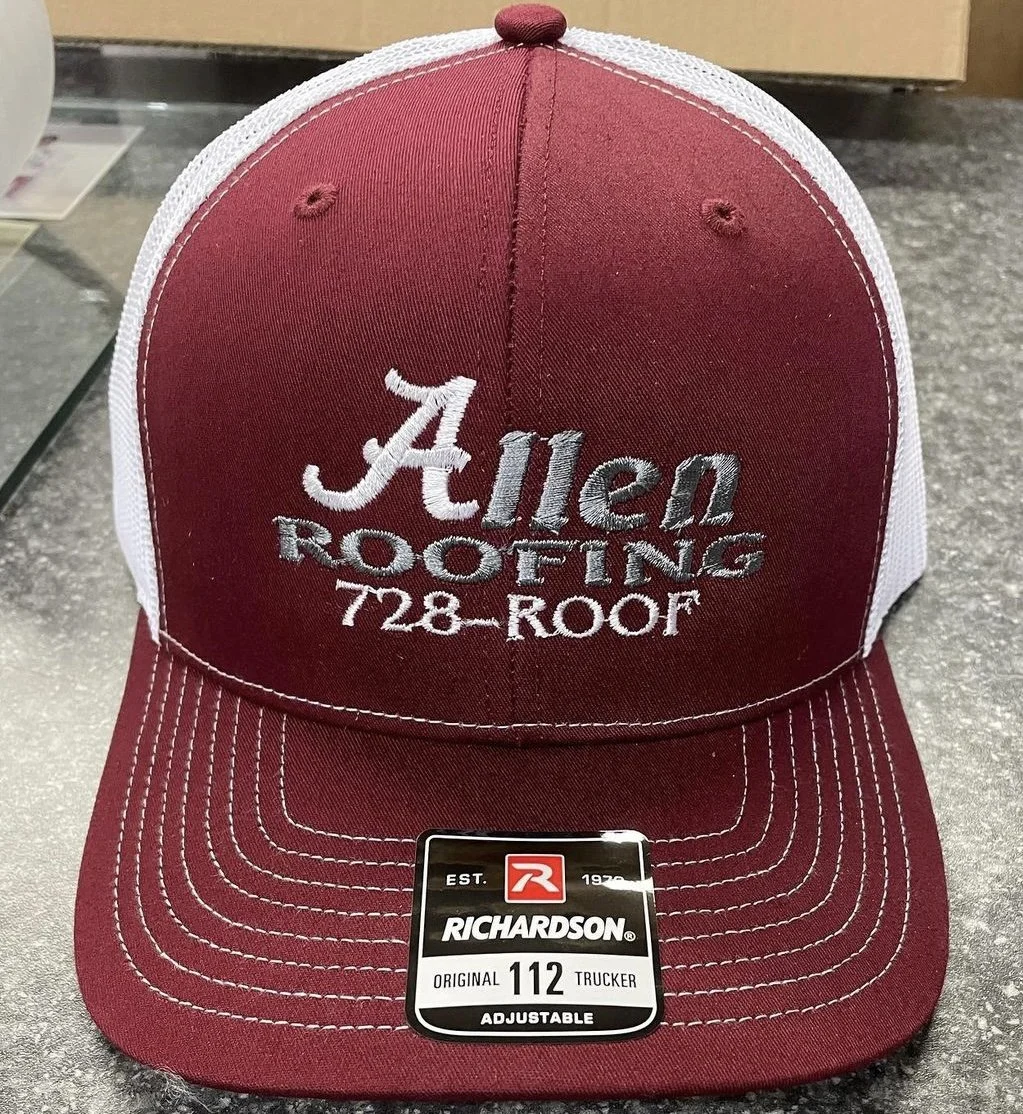 Allen
ROOFING
728-ROOF
EST. R
RICHARDSON®
ORIGINAL 112 TRUCKER
ADJUSTABLE